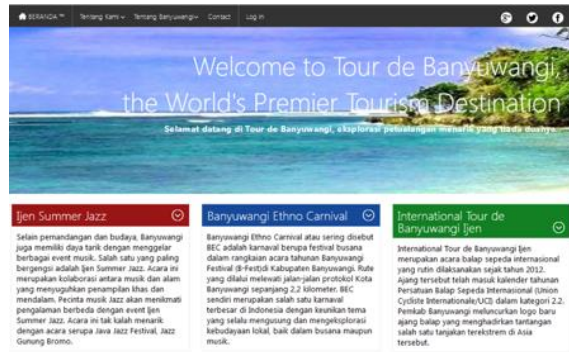 BERANDA
Tentang Kami
Tentang Banyuwangi
Contact
Log in
Welcome to Tour de Banyuwangi,
the World's Premier Tourism Destination
Selamat datang di Tour de Banyuwangi, eksplorasi petualangan menarik yang tiada duanya.
Ijen Summer Jazz
Selain pemandangan dan budaya, Banyuwangi
juga memiliki daya tarik dengan menggelar
berbagai event musik. Salah satu yang paling
bergengsi adalah Ijen Summer Jazz. Acara ini
merupakan kolaborasi antara musik dan alam
yang menyuguhkan penampilan khas dan
mendalam. Pecinta musik Jazz akan menikmati
pengalaman berbeda dengan event Ijen
Summer Jazz. Acara ini tak kalah menarik
dengan acara serupa Java Jazz Festival, Jazz
Gunung Bromo.
Banyuwangi Ethno Carnival
Banyuwangi Ethno Carnival atau sering disebut
BEC adalah karnaval berupa festival busana
dalam rangkaian acara tahunan Banyuwangi
Festival (B-Fest)di Kabupaten Banyuwangi. Rute
yang dilalui melewati jalan-jalan protokol Kota
Banyuwangi sepanjang 2,2 kilometer. BEC
sendiri merupakan salah satu karnaval
terbesar di Indonesia dengan keunikan tema
yang selalu mengusung dan mengeksplorasi
kebudayaan lokal, baik dalam busana maupun
musik.
International Tour de
Banyuwangi Ijen
International Tour de Banyuwangi Ijen
merupakan acara balap sepeda internasional
yang rutin dilaksanakan sejak tahun 2012.
Ajang tersebut telah masuk kalender tahunan
Persatuan Balap Sepeda Internasional (Union
Cycliste Internationale/UCI) dalam kategori 2.2.
Pemkab Banyuwangi meluncurkan logo baru
ajang balap yang menghadirkan tantangan
salah satu tanjakan terekstrem di Asia
tersebut.